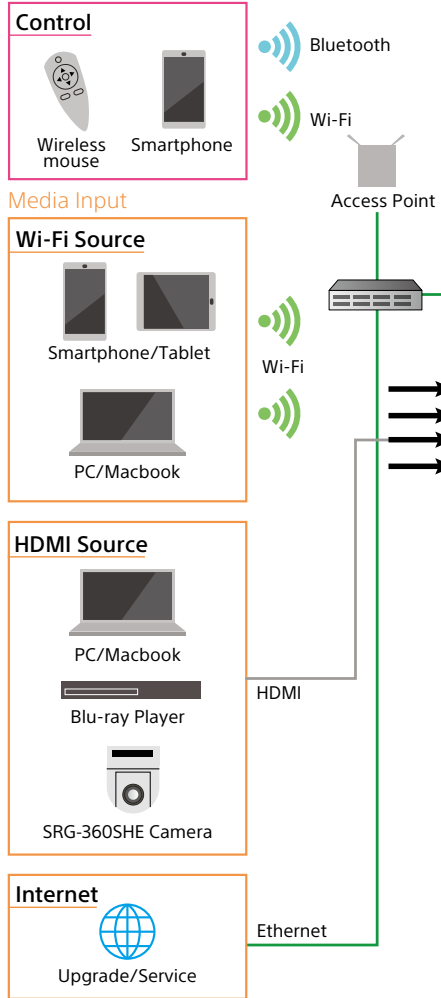 Control
Bluetooth
Wi-Fi
Wireless
mouse
Smartphone
Access Point
Media Input
Wi-Fi Source
Smartphone/Tablet
Wi-Fi
PC/Macbook
HDMI Source
PC/Macbook
HDMI
Blu-ray Player
SRG-360SHE Camera
Internet
Ethernet
Upgrade/Service